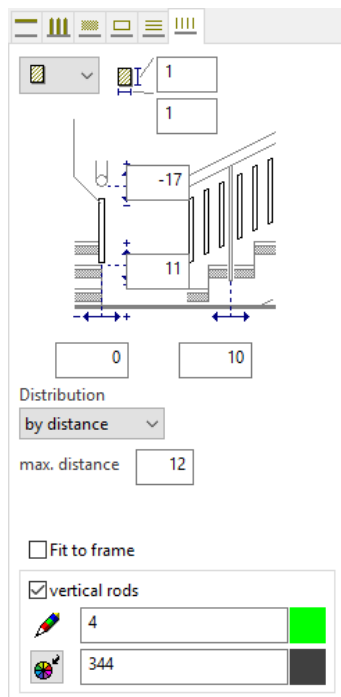 1
1
-17
+
-
+
11
-
- +
0 10
Distribution
by distance
max. distance 12
Fit to frame
vertical rods
4
344